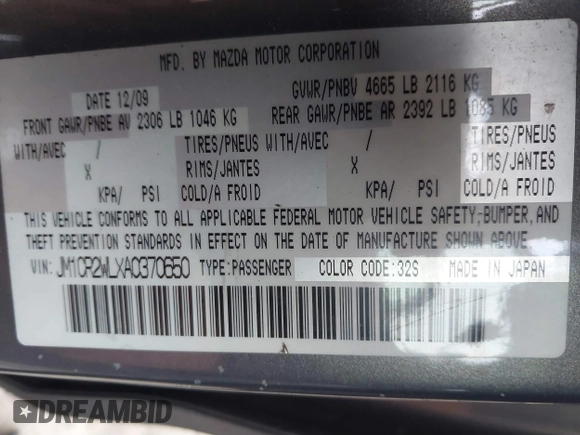 MFD. BY MAZDA MOTOR CORPORATION
DATE 12/09 GVWR/PNBV 4665 LB 2116 KG
FRONT GAWR/PNBE AV 2306 LB 1046 KG REAR GAWR/PNBE AR 2392 LB 1085 KG
WITH/AVEC / TIRES/PNEUS WITH/AVEC / TIRES/PNEUS
X RIMS/JANTES X RIMS/JANTES
KPA/ PSI COLD/A FROID KPA/ PSI COLD/A FROID
THIS VEHICLE CONFORMS TO ALL APPLICABLE FEDERAL MOTOR VEHICLE SAFETY;BUMPER,AND
THEFT PREVENTION STANDARDS IN EFFECT ON THE DATE OF MANUFACTURE SHOWN ABOVE.
VIN: JM1CR2WLXA0370650 TYPE:PASSENGER COLOR CODE:32S MADE IN JAPAN
DREAMBID